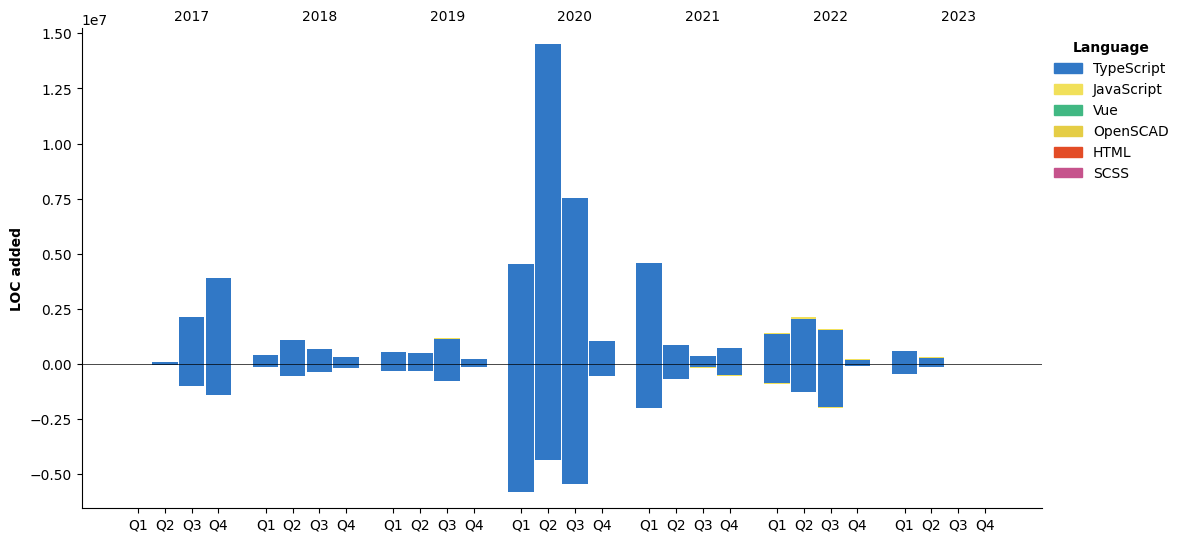 1e7
2017 2018 2019 2020 2021 2022 2023
1.50
1.25
1.00
0.75
0.50
0.25
0.00
−0.25
−0.50
LOC added
Q1 Q2 Q3 Q4 Q1 Q2 Q3 Q4 Q1 Q2 Q3 Q4 Q1 Q2 Q3 Q4 Q1 Q2 Q3 Q4 Q1 Q2 Q3 Q4 Q1 Q2 Q3 Q4
Language
TypeScript
JavaScript
Vue
OpenSCAD
HTML
SCSS